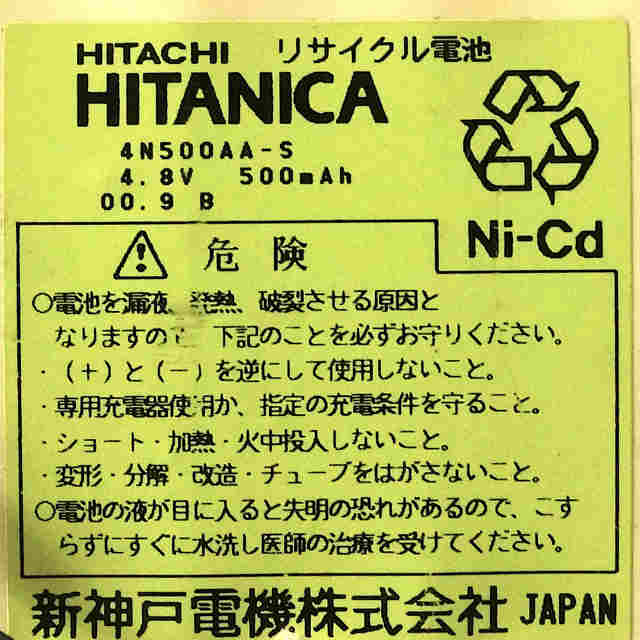 HITACHI リサイクル電池
HITANICA
4N500AA-S
4.8V 500mAh
00.9 B
Ni-Cd
危険
○電池を漏液、発熱、破裂させる原因と
なりますので 下記のことを必ずお守りください。
・（＋）と（－）を逆にして使用しないこと。
・専用充電器使用か、指定の充電条件を守ること。
・ショート・加熱・火中投入しないこと。
・変形・分解・改造・チューブをはがさないこと。
○電池の液が目に入ると失明の恐れがあるので、こす
らずにすぐに水洗し医師の治療を受けてください。
新神戸電機株式会社 JAPAN